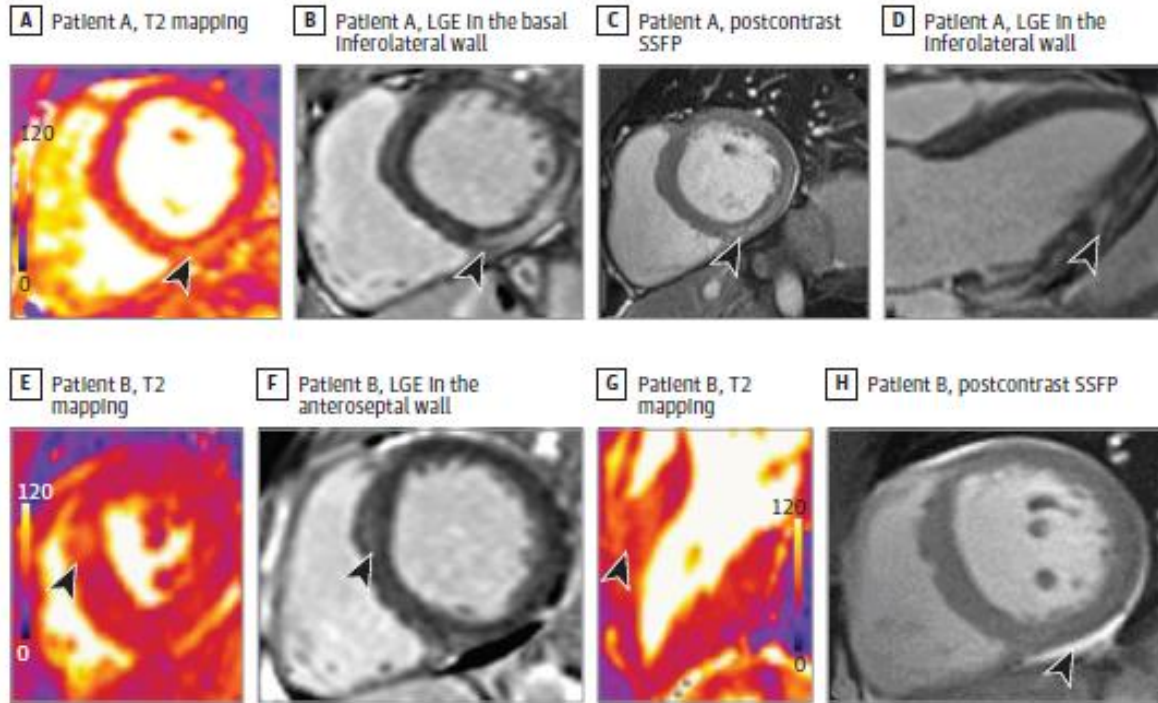 A Patient A, T2 mapping
B Patient A, LGE in the basal
inferolateral wall
C Patient A, postcontrast
SSFP
D Patient A, LGE in the
inferolateral wall
120
0
E Patient B, T2
mapping
F Patient B, LGE in the
anteroseptal wall
G Patient B, T2
mapping
H Patient B, postcontrast SSFP
120
0
120
0